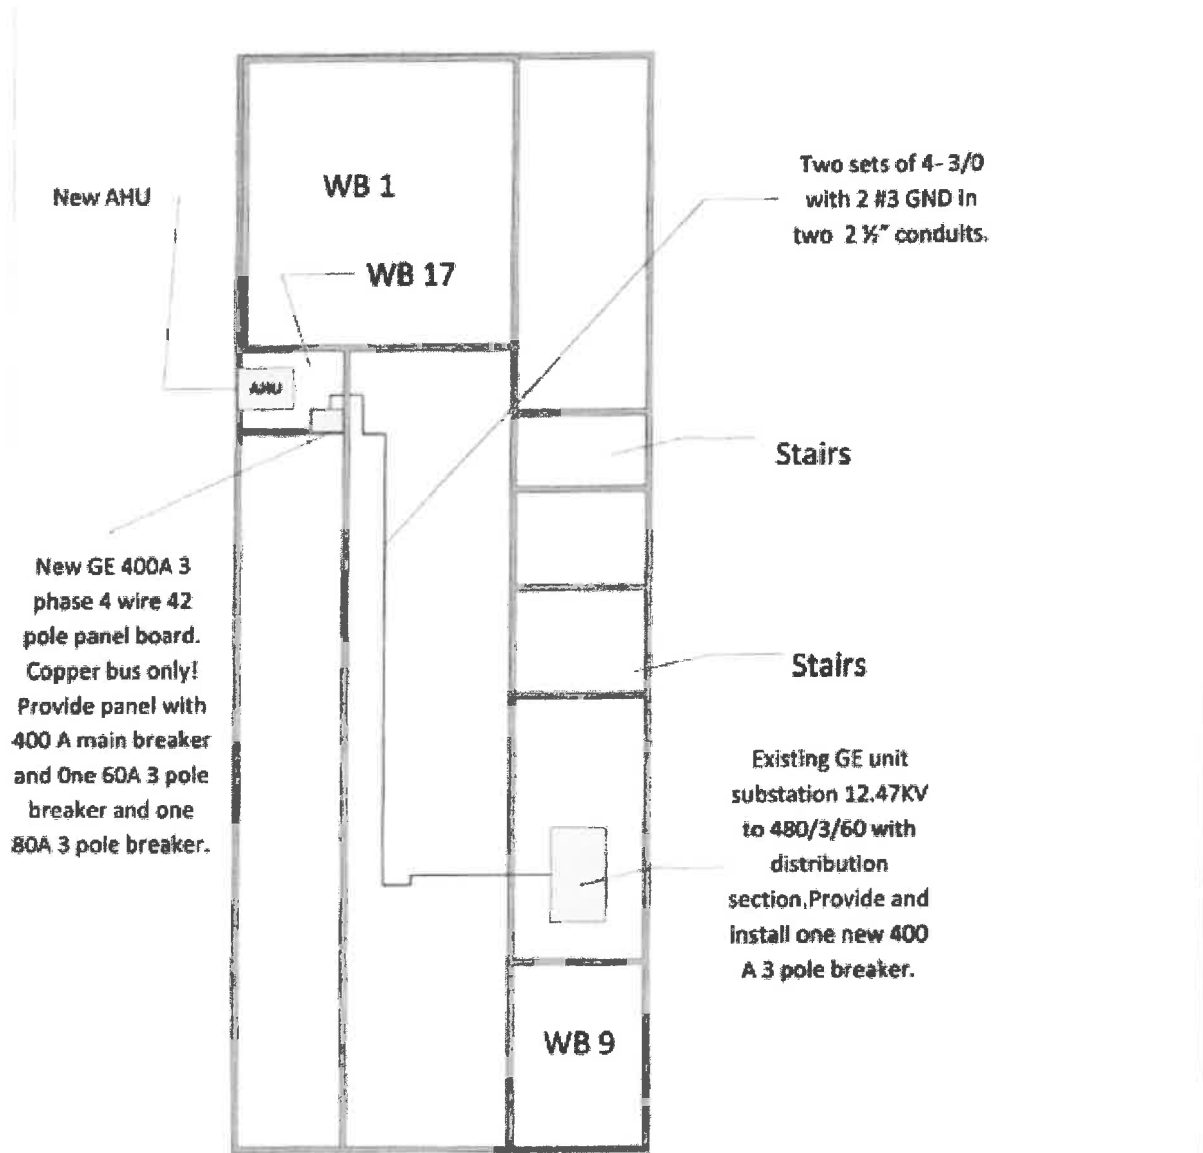 WB 1
Two sets of 4- 3/0
with 2 #3 GND in
two 2 ½" conduits.
New AHU
WB 17
AHU
Stairs
New GE 400A 3
phase 4 wire 42
pole panel board.
Copper bus only!
Provide panel with
400 A main breaker
and One 60A 3 pole
breaker and one
80A 3 pole breaker.
Stairs
Existing GE unit
substation 12.47KV
to 480/3/60 with
distribution
section.Provide and
install one new 400
A 3 pole breaker.
WB 9